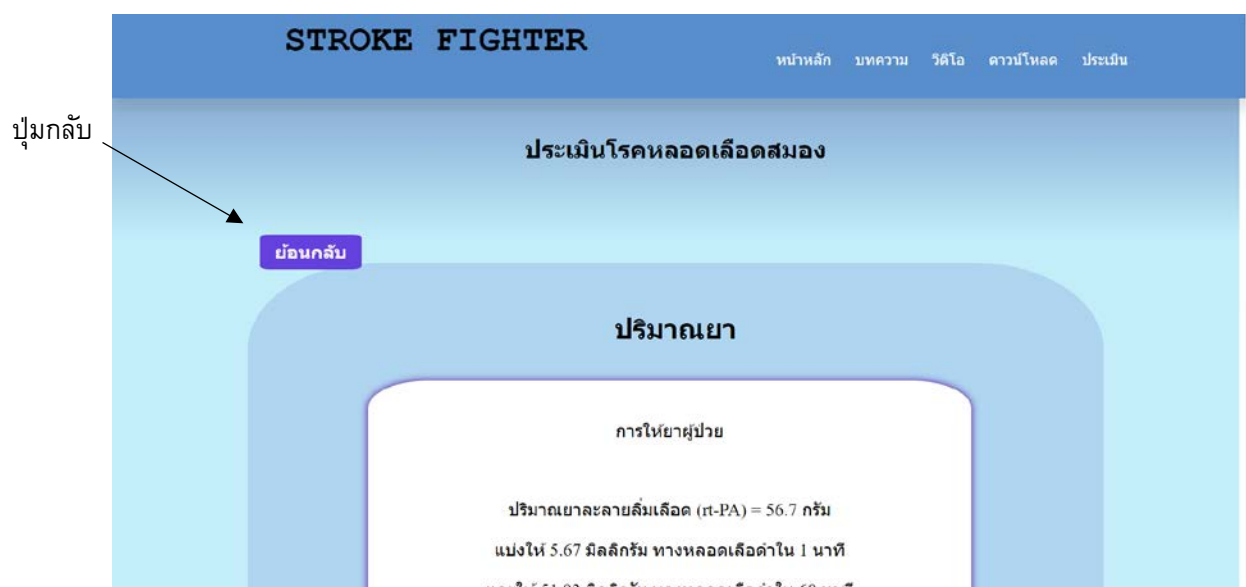 STROKE FIGHTER
หน้าหลัก บทความ วิดีโอ ดาวน์โหลด ประเมิน
ปุ่มกลับ
ประเมินโรคหลอดเลือดสมอง
ย้อนกลับ
ปริมาณยา
การให้ยาผู้ป่วย
ปริมาณยาละลายลิ่มเลือด (rt-PA) = 56.7 กรัม
แบ่งให้ 5.67 มิลลิกรัม ทางหลอดเลือดดำใน 1 นาที